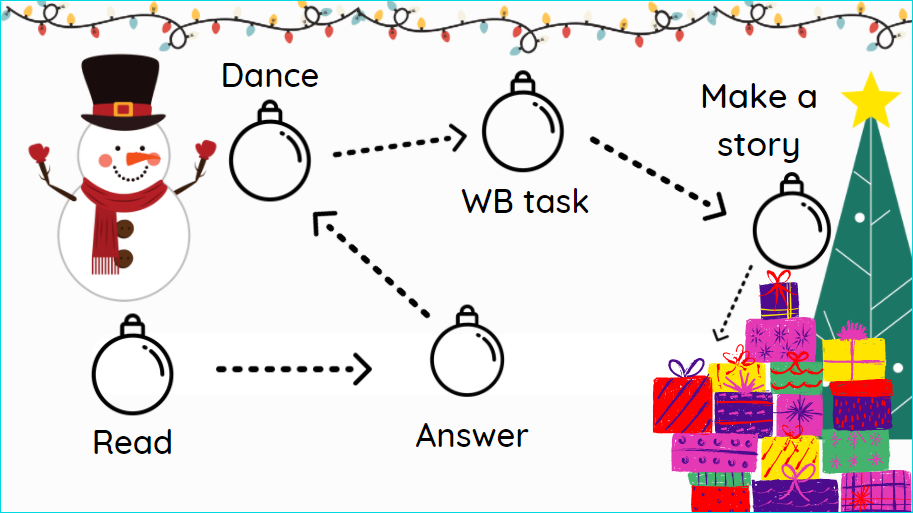 Dance
WB task
Make a
story
Read
Answer